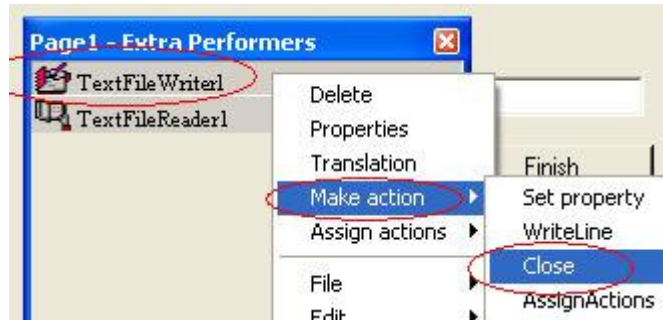 Page1 - Extra Performers
TextFileWriter1
TextFileReader1
Delete
Properties
Translation
Make action
Assign actions
File
Edit
Finish
Set property
WriteLine
Close
AssignActions